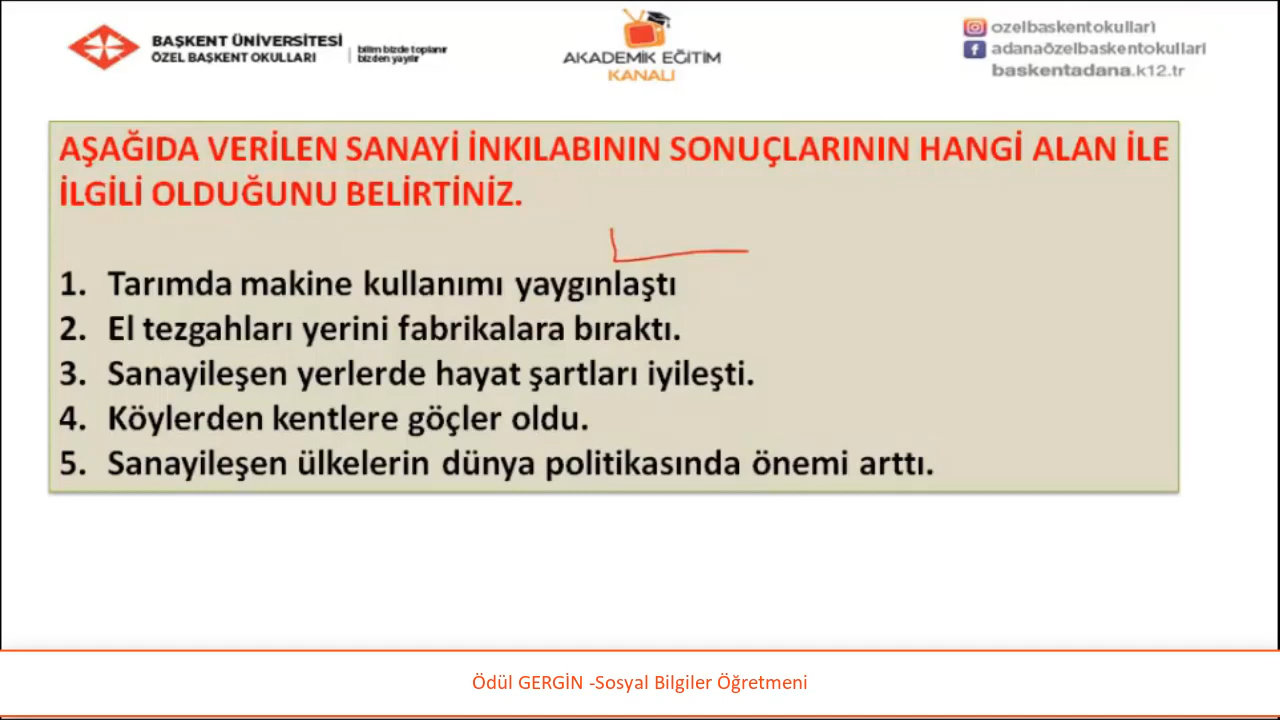 BAŞKENT ÜNİVERSİTESİ
ÖZEL BAŞKENT OKULLARI
bilim bizde toplanır
bizden yayılır
AKADEMİK EĞİTİM
KANALI
ozelbaskentokullari
adanaözelbaskentokullari
baskentadana.k12.tr
AŞAĞIDA VERİLEN SANAYİ İNKILABININ SONUÇLARININ HANGİ ALAN İLE
İLGİLİ OLDUĞUNU BELİRTİNİZ.
1. Tarımda makine kullanımı yaygınlaştı
2. El tezgahları yerini fabrikalara bıraktı.
3. Sanayileşen yerlerde hayat şartları iyileşti.
4. Köylerden kentlere göçler oldu.
5. Sanayileşen ülkelerin dünya politikasında önemi arttı.
Ödül GERGİN -Sosyal Bilgiler Öğretmeni